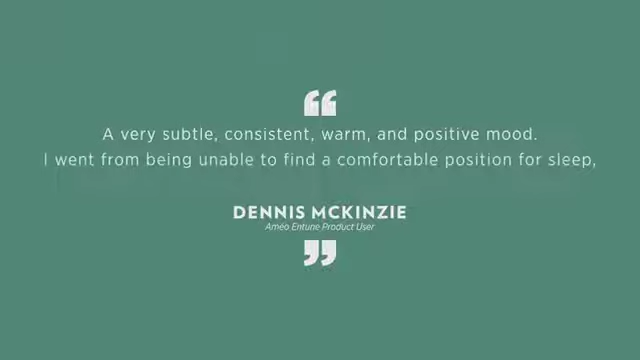 ❝
A very subtle, consistent, warm, and positive mood.
I went from being unable to find a comfortable position for sleep,
DENNIS MCKINZIE
Améo Entune Product User
❞